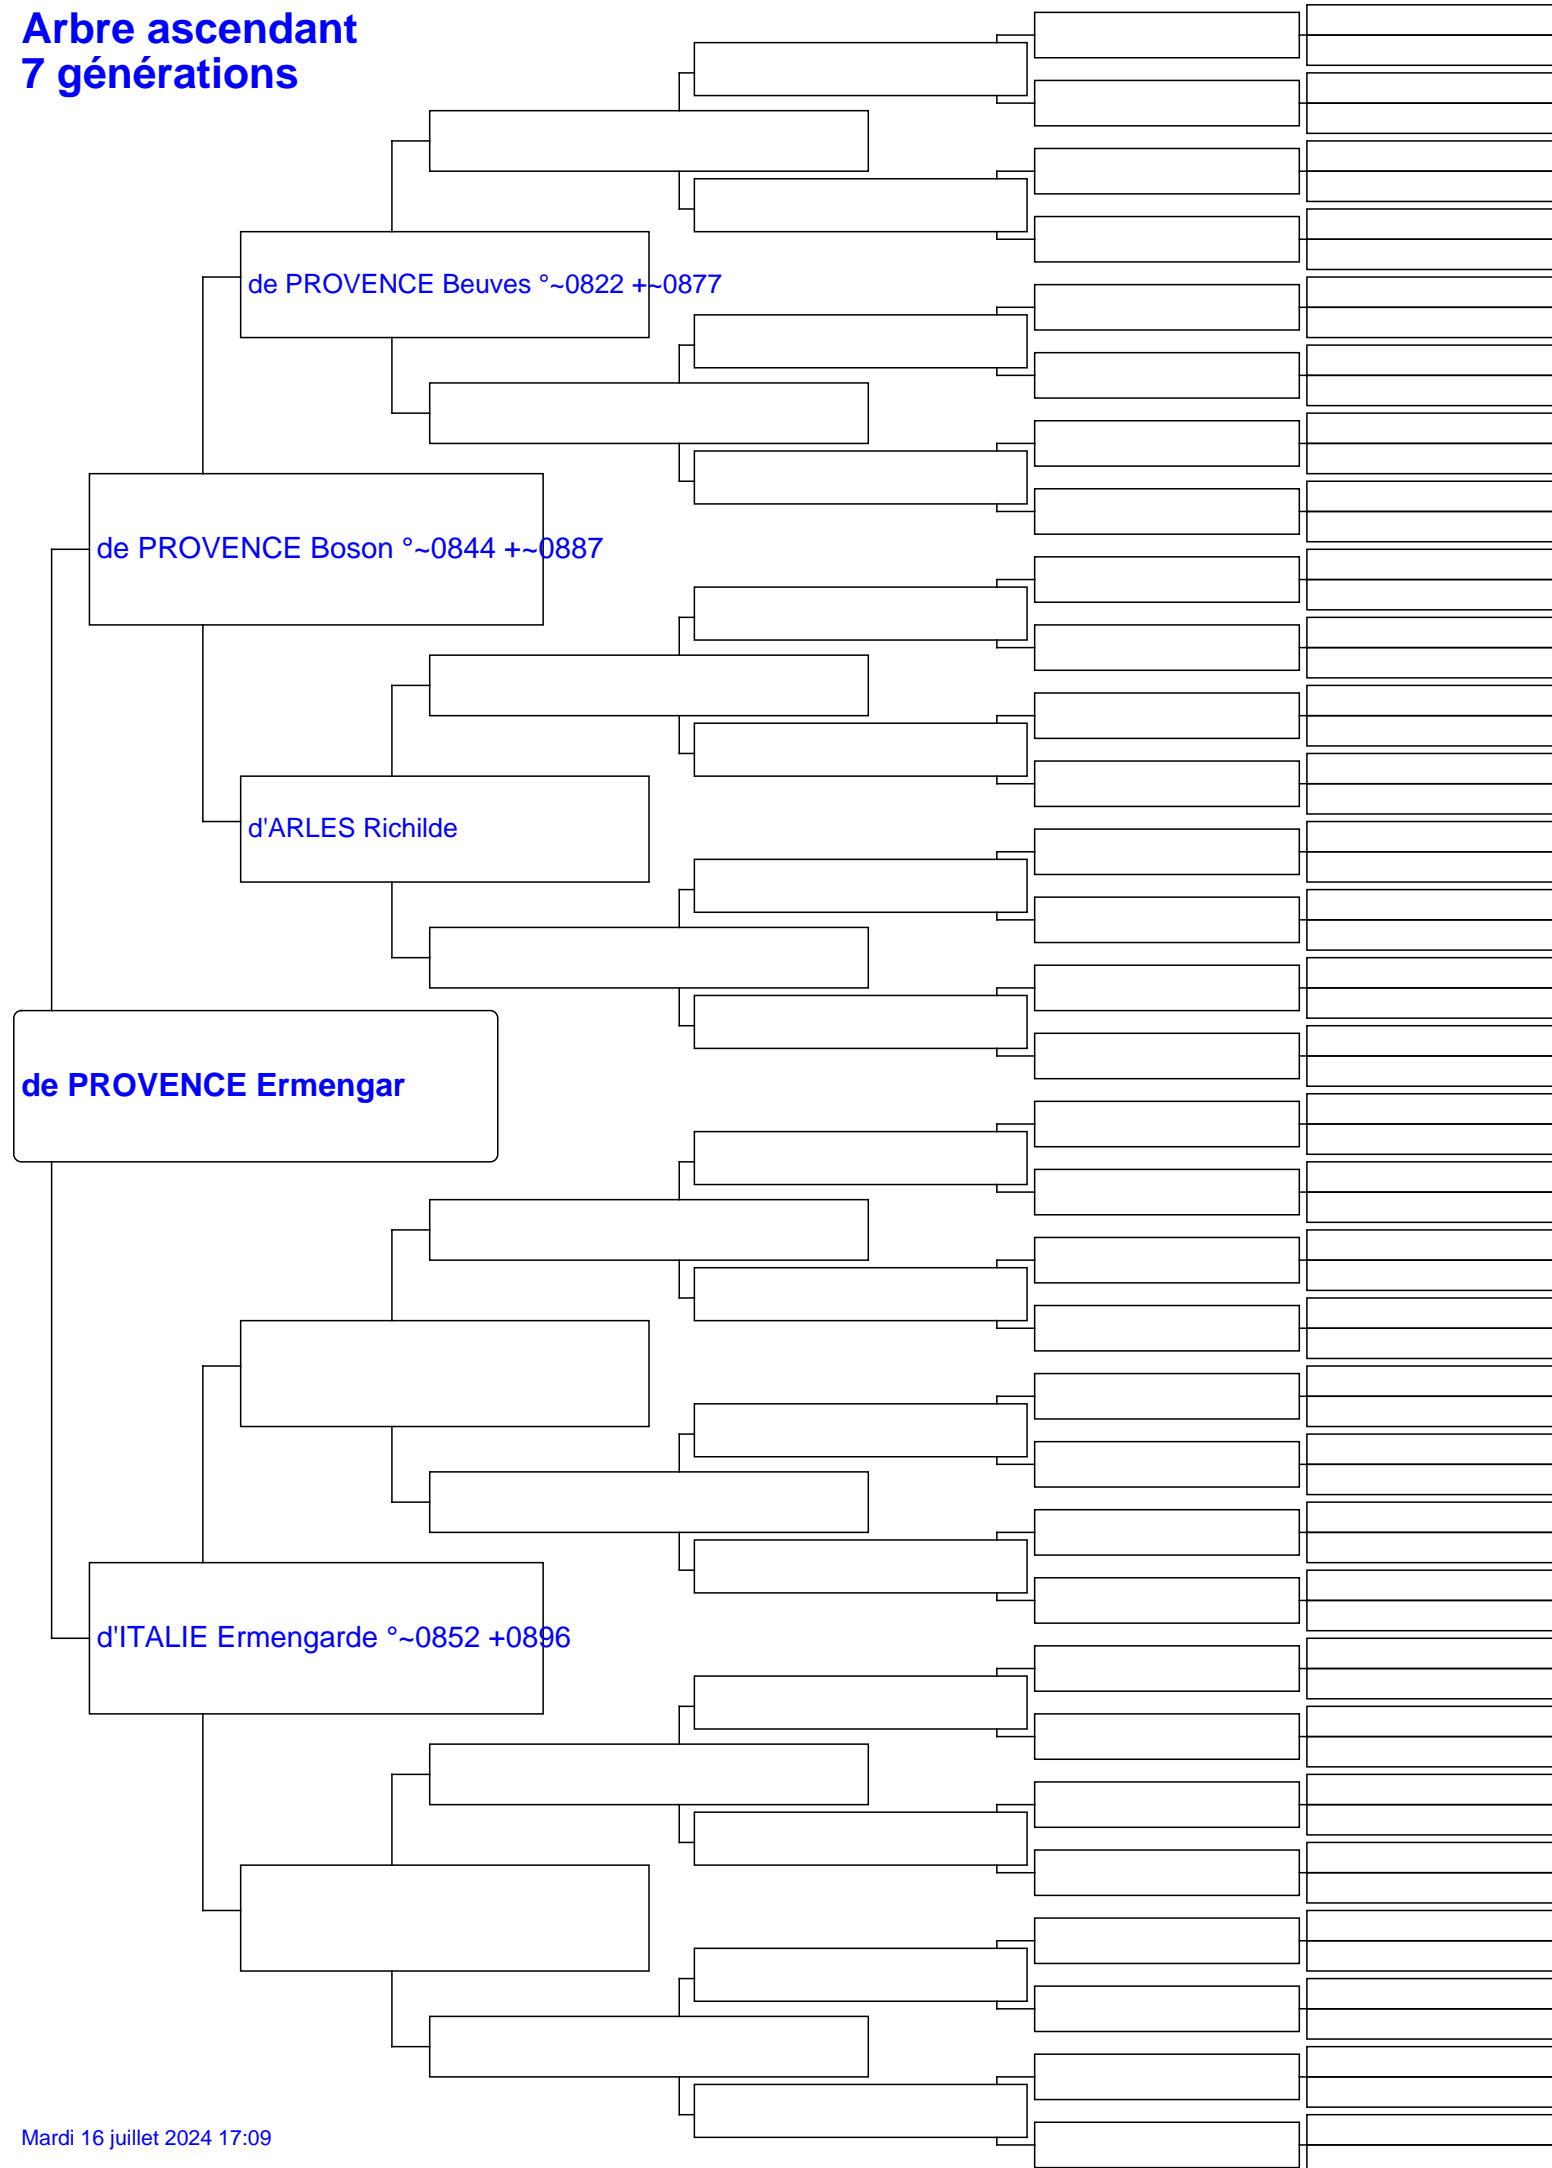 Arbre ascendant
7 générations
de PROVENCE Beuves °~0822 +~0877
de PROVENCE Boson °~0844 +~0887
d'ARLES Richilde
de PROVENCE Ermengar
d'ITALIE Ermengarde °~0852 +0896
Mardi 16 juillet 2024 17:09